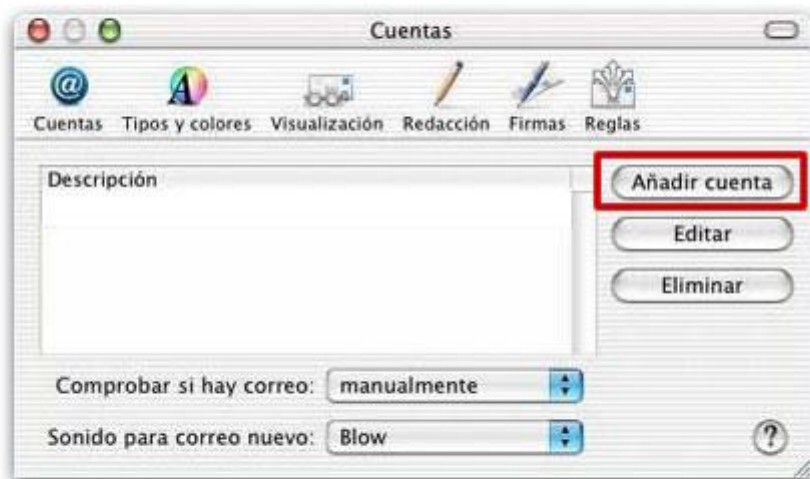 Cuentas
Cuentas Tipos y colores Visualización Redacción Firmas Reglas
Descripción
Añadir cuenta
Editar
Eliminar
Comprobar si hay correo: manualmente
Sonido para correo nuevo: Blow
?